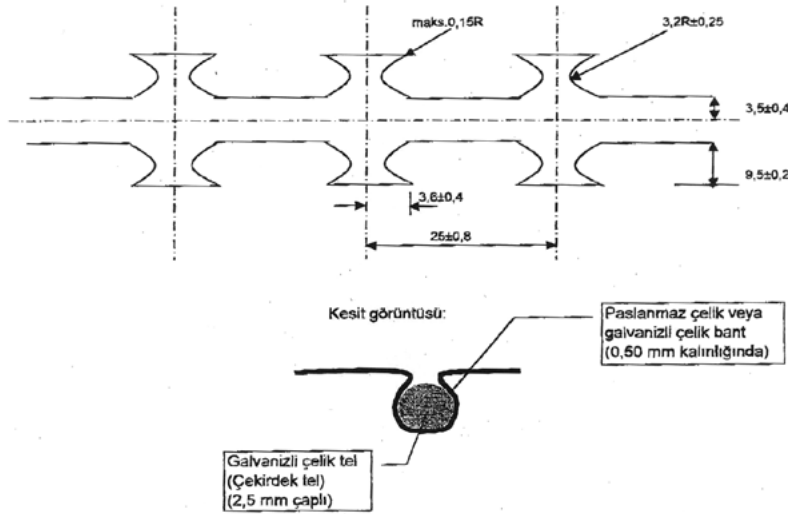 maks.0,15R
3,2R±0,25
3,5±0,4
9,5±0,2
3,6±0,4
25±0,8
Kesit görüntüsü:
Paslanmaz çelik veya
galvanizli çelik bant
(0,50 mm kalınlığında)
Galvanizli çelik tel
(Çekirdek tel)
(2,5 mm çaplı)